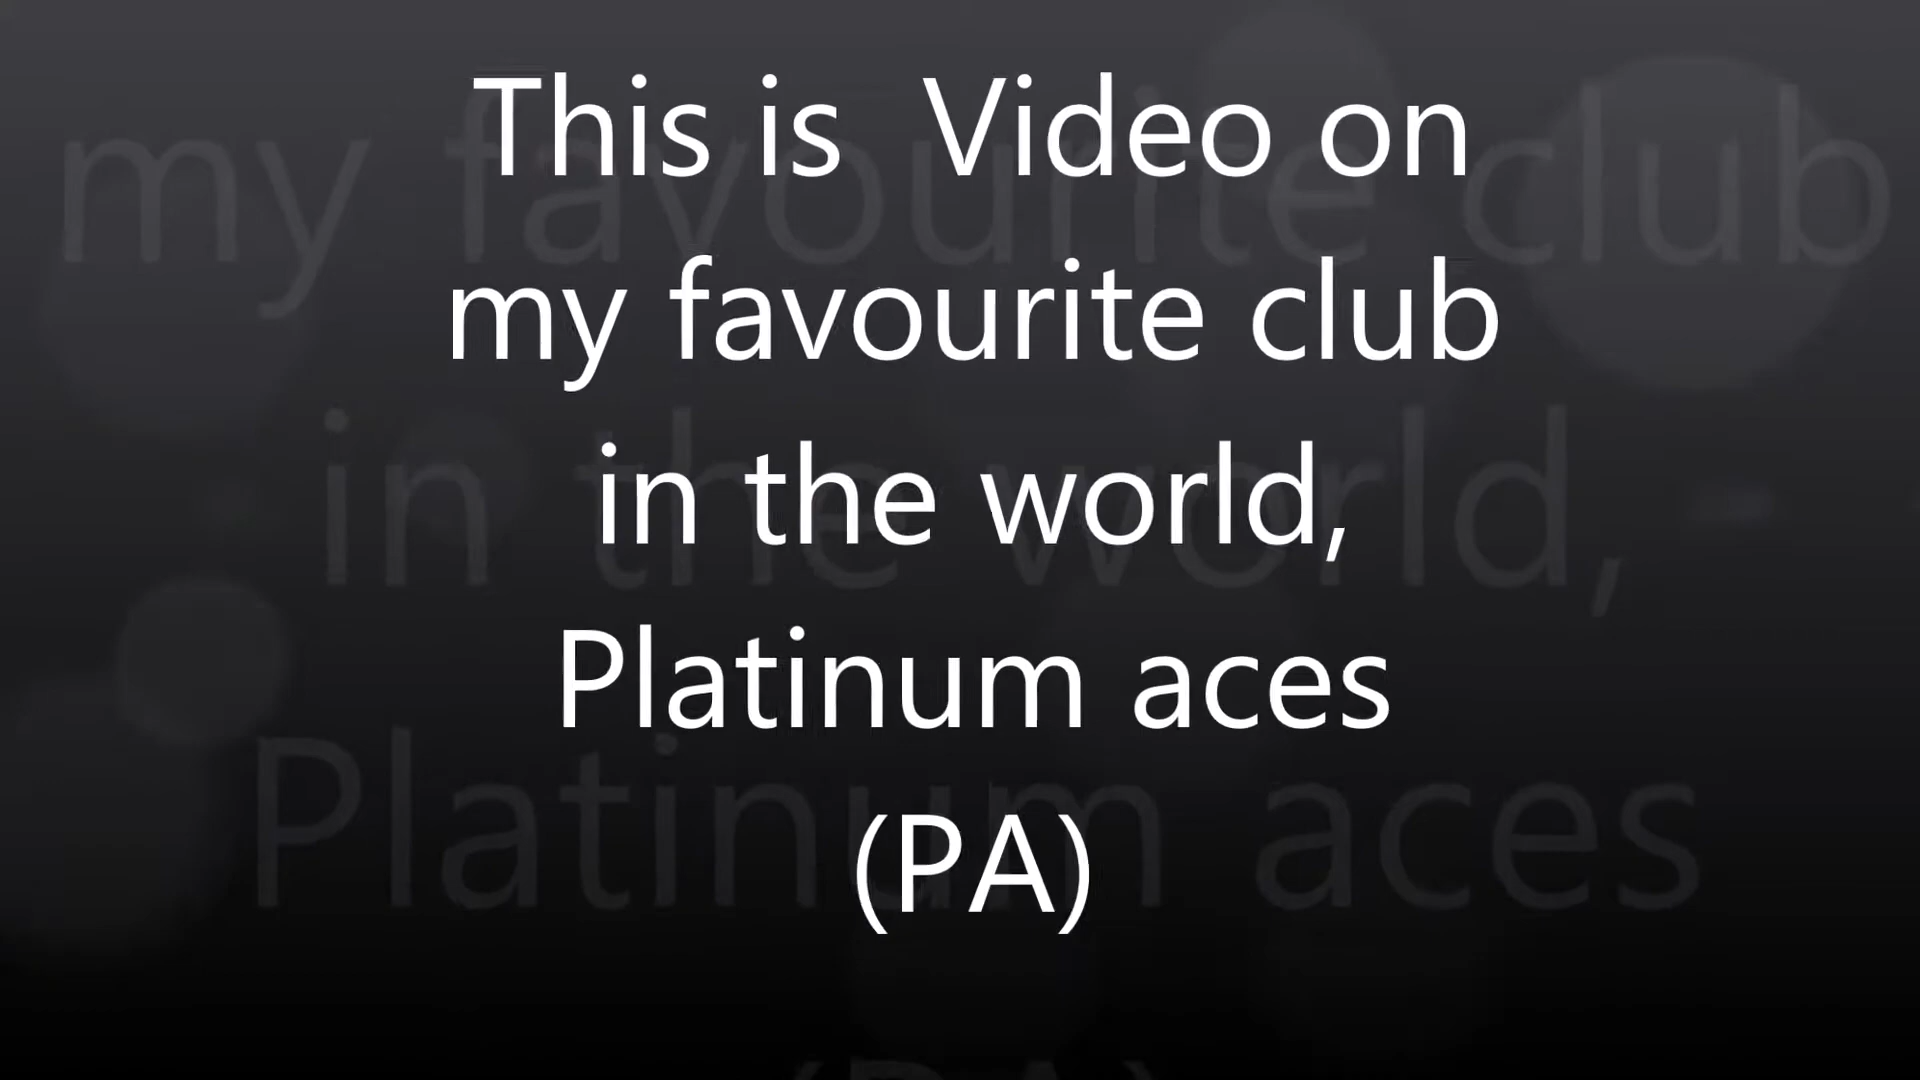 This is  Video on
my favourite club
in the world,
Platinum aces
(PA)